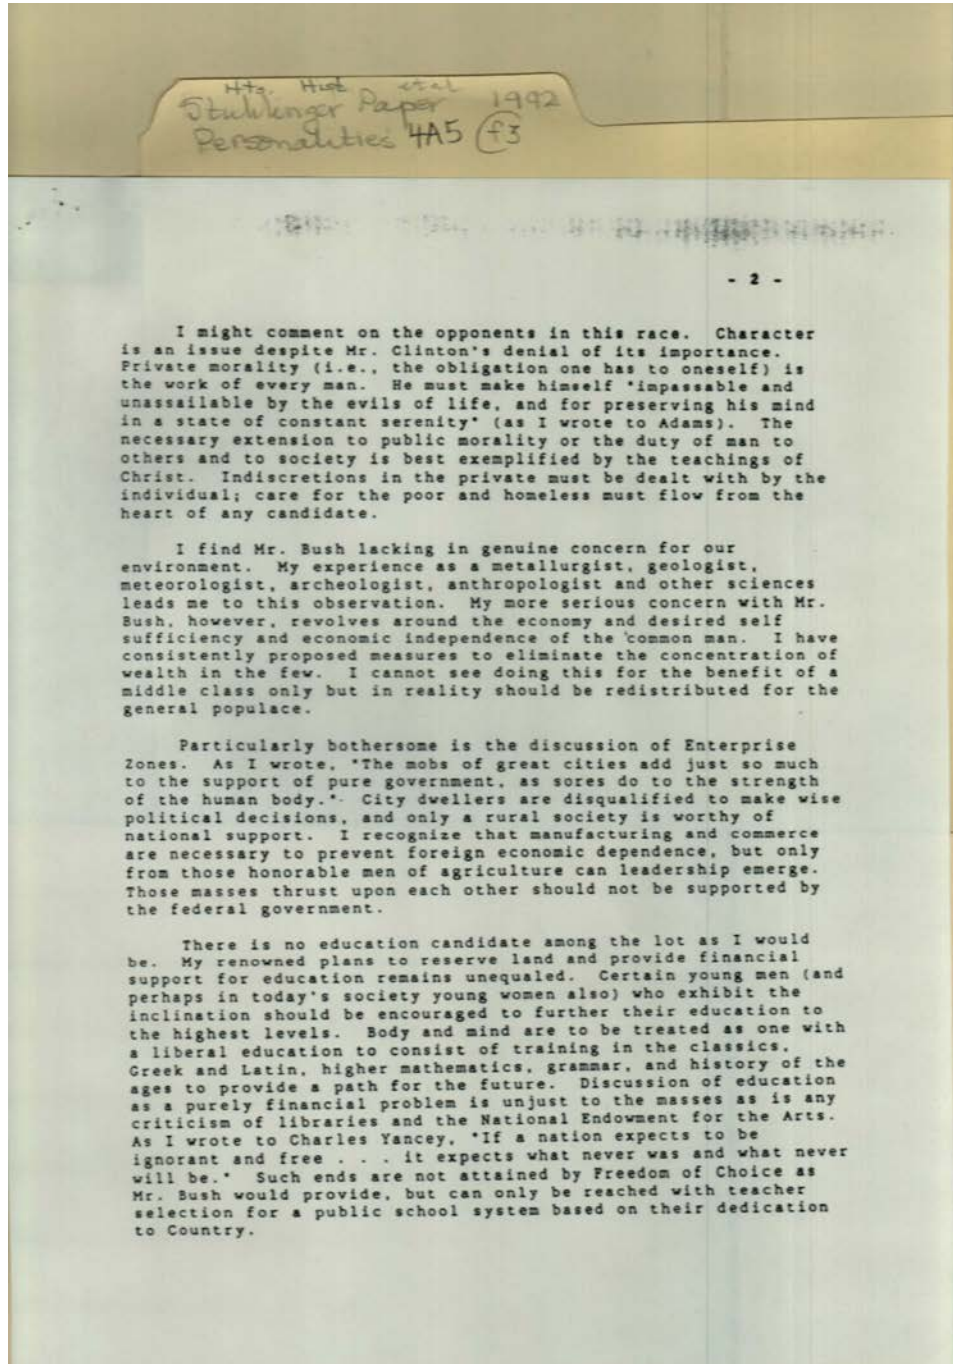 Hts. Hist et al
Stuhlinger Paper 1992
Personalities 4A5 f3
- 2 -
I might comment on the opponents in this race. Character
is an issue despite Mr. Clinton's denial of its importance.
Private morality (i.e., the obligation one has to oneself) is
the work of every man. He must make himself "impassable and
unassailable by the evils of life, and for preserving his mind
in a state of constant serenity" (as I wrote to Adams). The
necessary extension to public morality or the duty of man to
others and to society is best exemplified by the teachings of
Christ. Indiscretions in the private must be dealt with by the
individual; care for the poor and homeless must flow from the
heart of any candidate.
I find Mr. Bush lacking in genuine concern for our
environment. My experience as a metallurgist, geologist,
meteorologist, archeologist, anthropologist and other sciences
leads me to this observation. My more serious concern with Mr.
Bush, however, revolves around the economy and desired self
sufficiency and economic independence of the common man. I have
consistently proposed measures to eliminate the concentration of
wealth in the few. I cannot see doing this for the benefit of a
middle class only but in reality should be redistributed for the
general populace.
Particularly bothersome is the discussion of Enterprise
Zones. As I wrote, "The mobs of great cities add just so much
to the support of pure government, as sores do to the strength
of the human body." City dwellers are disqualified to make wise
political decisions, and only a rural society is worthy of
national support. I recognize that manufacturing and commerce
are necessary to prevent foreign economic dependence, but only
from those honorable men of agriculture can leadership emerge.
Those masses thrust upon each other should not be supported by
the federal government.
There is no education candidate among the lot as I would
be. My renowned plans to reserve land and provide financial
support for education remains unequaled. Certain young men (and
perhaps in today's society young women also) who exhibit the
inclination should be encouraged to further their education to
the highest levels. Body and mind are to be treated as one with
a liberal education to consist of training in the classics,
Greek and Latin, higher mathematics, grammar, and history of the
ages to provide a path for the future. Discussion of education
as a purely financial problem is unjust to the masses as is any
criticism of libraries and the National Endowment for the Arts.
As I wrote to Charles Yancey, "If a nation expects to be
ignorant and free . . . it expects what never was and what never
will be." Such ends are not attained by Freedom of Choice as
Mr. Bush would provide, but can only be reached with teacher
selection for a public school system based on their dedication
to Country.